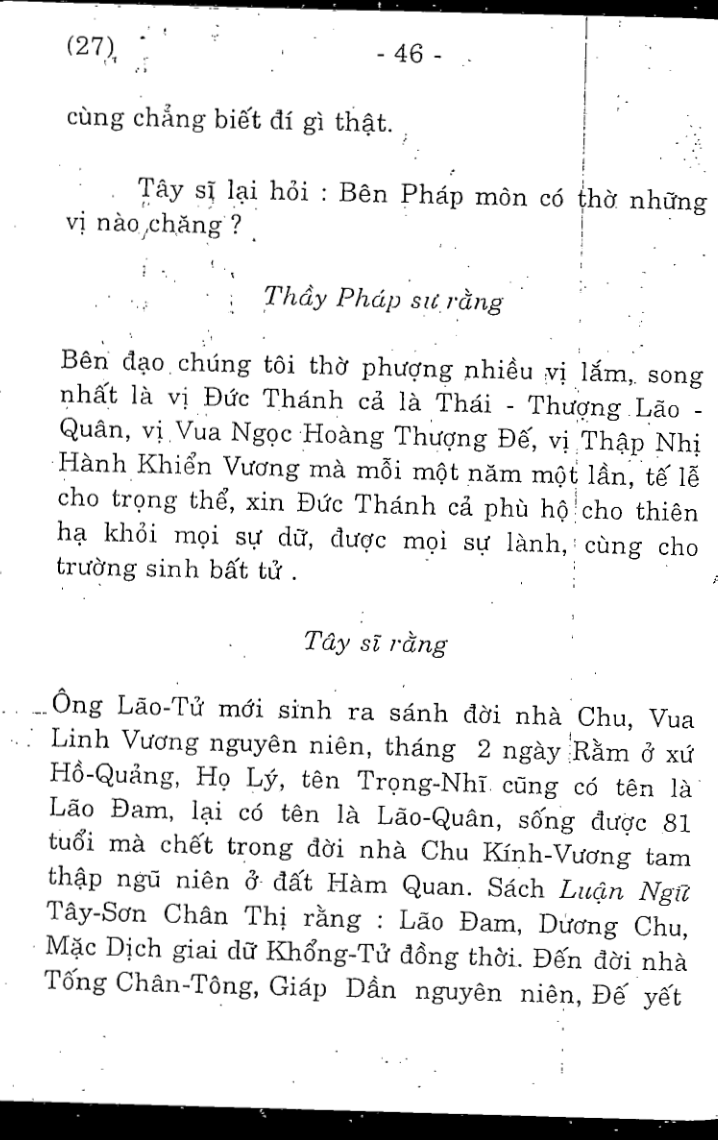 (27) - 46 -
cùng chẳng biết đí gì thật.
Tây sĩ lại hỏi : Bên Pháp môn có thờ những
vị nào chăng ?
Thầy Pháp sư rằng
Bên đạo chúng tôi thờ phượng nhiều vị lắm, song
nhất là vị Đức Thánh cả là Thái - Thượng Lão -
Quân, vị Vua Ngọc Hoàng Thượng Đế, vị Thập Nhị
Hành Khiển Vương mà mỗi một năm một lần, tế lễ
cho trọng thể, xin Đức Thánh cả phù hộ cho thiên
hạ khỏi mọi sự dữ, được mọi sự lành, cùng cho
trường sinh bất tử .
Tây sĩ rằng
Ông Lão-Tử mới sinh ra sánh đời nhà Chu, Vua
Linh Vương nguyên niên, tháng 2 ngày Rằm ở xứ
Hồ-Quảng, Họ Lý, tên Trọng-Nhĩ cũng có tên là
Lão Đam, lại có tên là Lão-Quân, sống được 81
tuổi mà chết trong đời nhà Chu Kính-Vương tam
thập ngũ niên ở đất Hàm Quan. Sách Luận Ngữ
Tây-Sơn Chân Thị rằng : Lão Đam, Dương Chu,
Mặc Dịch giai dữ Khổng-Tử đồng thời. Đến đời nhà
Tống Chân-Tông, Giáp Dần nguyên niên, Đế yết